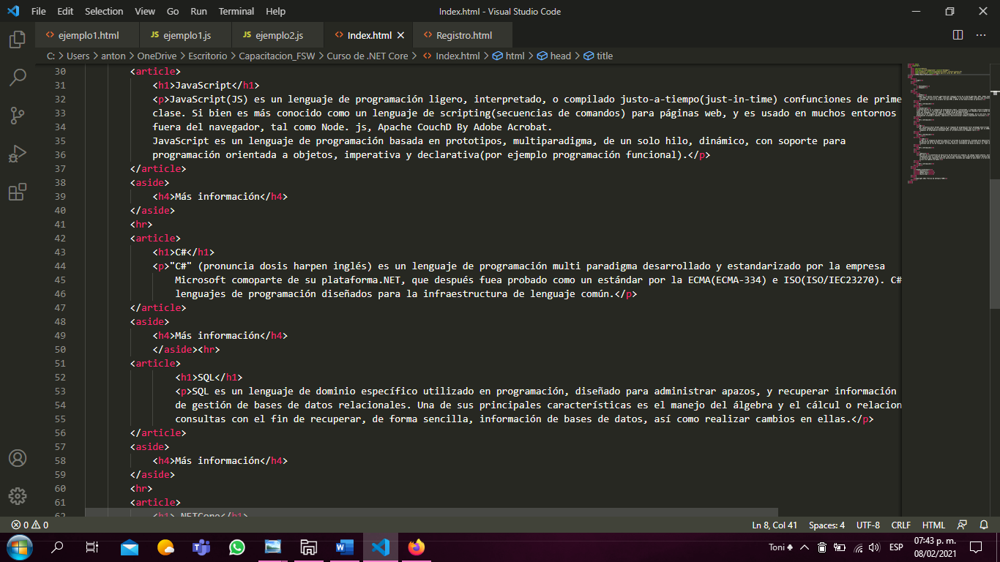 File Edit Selection View Go Run Terminal Help Index.html - Visual Studio Code
<> ejemplo1.html JS ejemplo1.js JS ejemplo2.js <> Index.html <> Registro.html
C: > Users > anton > OneDrive > Escritorio > Capacitacion_FSW > Curso de .NET Core > <> Index.html > html > head > title
30 <article>
31 <h1>JavaScript</h1>
32 <p>JavaScript(JS) es un lenguaje de programación ligero, interpretado, o compilado justo-a-tiempo(just-in-time) confunciones de prime
33 clase. Si bien es más conocido como un lenguaje de scripting(secuencias de comandos) para páginas web, y es usado en muchos entornos
34 fuera del navegador, tal como Node. js, Apache CouchD By Adobe Acrobat.
35 JavaScript es un lenguaje de programación basada en prototipos, multiparadigma, de un solo hilo, dinámico, con soporte para
36 programación orientada a objetos, imperativa y declarativa(por ejemplo programación funcional).</p>
37 </article>
38 <aside>
39 <h4>Más información</h4>
40 </aside>
41 <hr>
42 <article>
43 <h1>C#</h1>
44 <p>"C#" (pronuncia dosis harpen inglés) es un lenguaje de programación multi paradigma desarrollado y estandarizado por la empresa
45 Microsoft comoparte de su plataforma.NET, que después fuea probado como un estándar por la ECMA(ECMA-334) e ISO(ISO/IEC23270). C#
46 lenguajes de programación diseñados para la infraestructura de lenguaje común.</p>
47 </article>
48 <aside>
49 <h4>Más información</h4>
50 </aside><hr>
51 <article>
52 <h1>SQL</h1>
53 <p>SQL es un lenguaje de dominio específico utilizado en programación, diseñado para administrar apazos, y recuperar información
54 de gestión de bases de datos relacionales. Una de sus principales características es el manejo del álgebra y el cálcul o relacion
55 consultas con el fin de recuperar, de forma sencilla, información de bases de datos, así como realizar cambios en ellas.</p>
56 </article>
57 <aside>
58 <h4>Más información</h4>
59 </aside>
60 <hr>
61 <article>
62 <h1>.NETCore</h1>
0 0 Ln 8, Col 41 Spaces: 4 UTF-8 CRLF HTML
Toni ESP 07:43 p. m.
08/02/2021